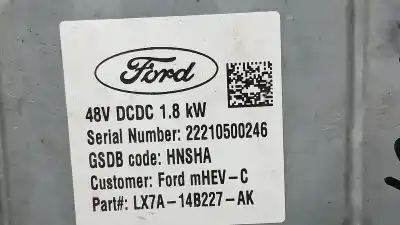 Ford
48V DCDC 1.8 kW
Serial Number: 22210500246
GSDB code: HNSHA
Customer: Ford mHEV-C
Part#: LX7A-14B227-AK